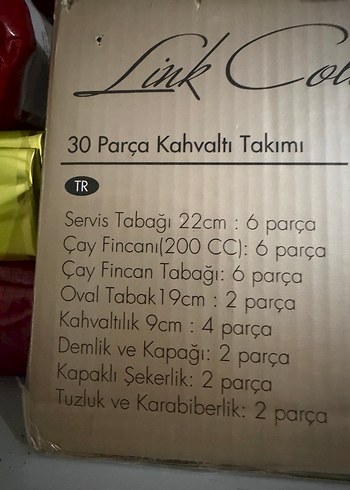 Link
30 Parça Kahvaltı Takımı
TR
Servis Tabağı 22cm : 6 parça
Çay Fincanı(200 CC): 6 parça
Çay Fincan Tabağı: 6 parça
Oval Tabak19cm : 2 parça
Kahvaltılık 9cm : 4 parça
Demlik ve Kapağı: 2 parça
Kapaklı Şekerlik: 2 parça
Tuzluk ve Karabiberlik: 2 parça